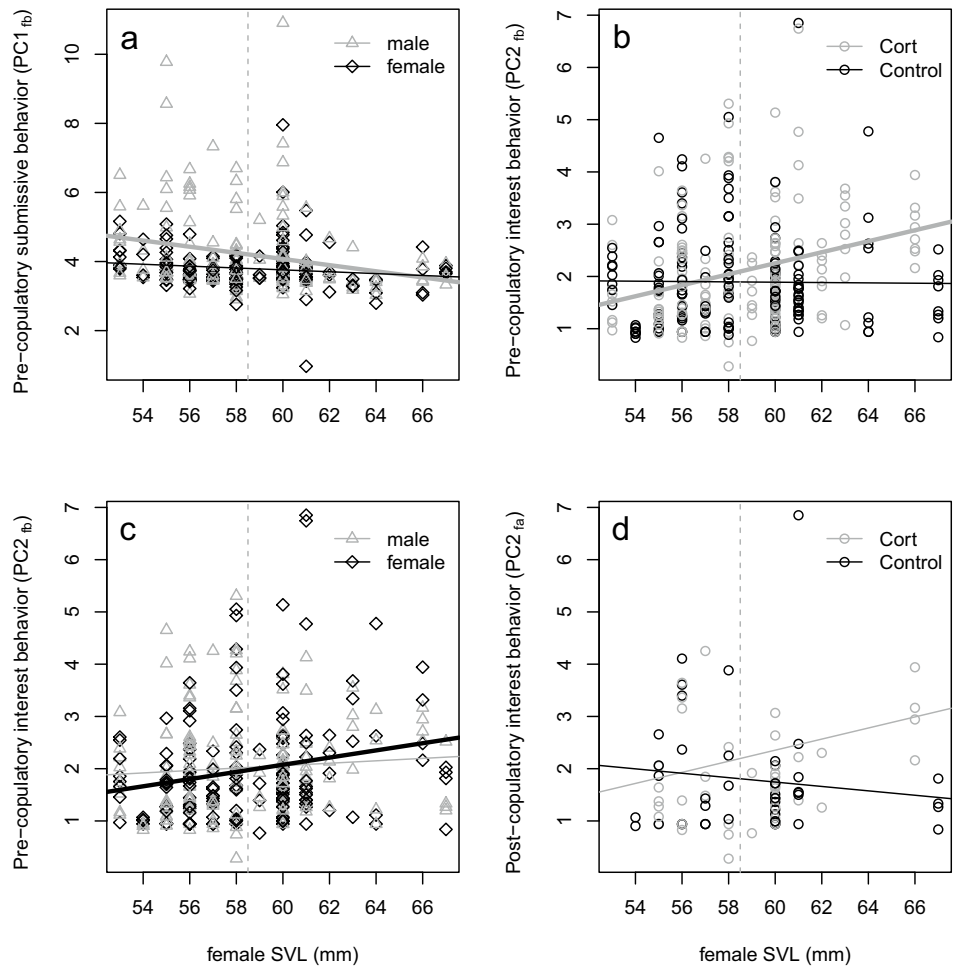 a
male
female
Pre−copulatory submissive behavior (PC1 fb)
10
8
6
4
2
54 56 58 60 62 64 66
b
Cort
Control
Pre−copulatory interest behavior (PC2 fb)
7
6
5
4
3
2
1
54 56 58 60 62 64 66
c
male
female
Pre−copulatory interest behavior (PC2 fb)
7
6
5
4
3
2
1
54 56 58 60 62 64 66
female SVL (mm)
d
Cort
Control
Post−copulatory interest behavior (PC2 fa)
7
6
5
4
3
2
1
54 56 58 60 62 64 66
female SVL (mm)